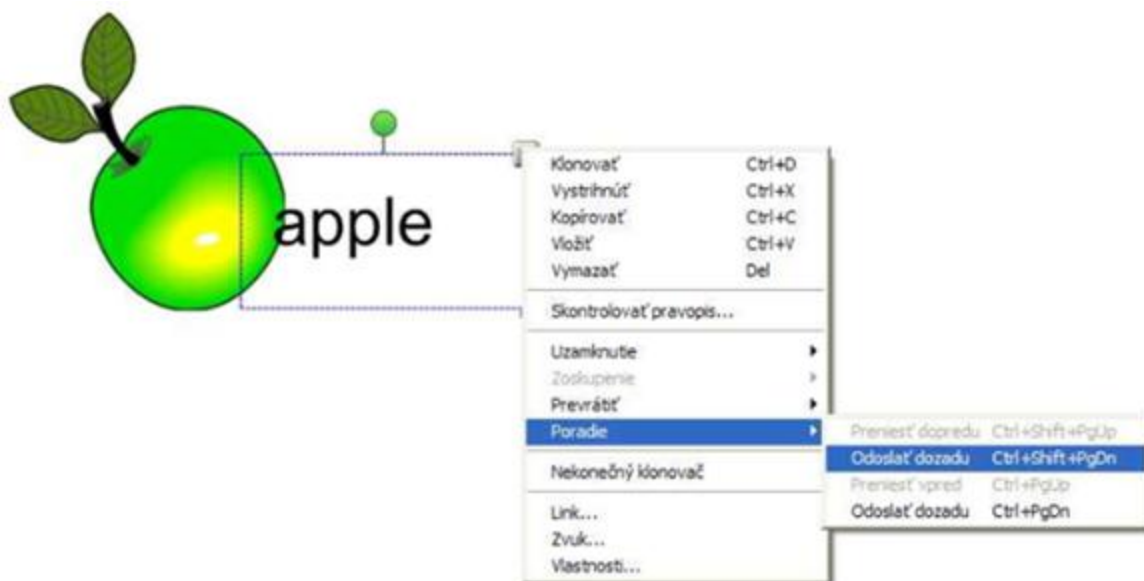 apple
Klonovať Ctrl+D
Vystrihnúť Ctrl+X
Kopírovať Ctrl+C
Vložiť Ctrl+V
Vymazať Del
Skontrolovať pravopis...
Uzamknutie
Zoskupenie
Prevrátiť
Poradie
Preniesť dopredu Ctrl+Shift+PgUp
Odoslať dozadu Ctrl+Shift+PgDn
Preniesť vpred Ctrl+PgUp
Odoslať dozadu Ctrl+PgDn
Nekonečný klonovač
Link...
Zvuk...
Vlastnosti...